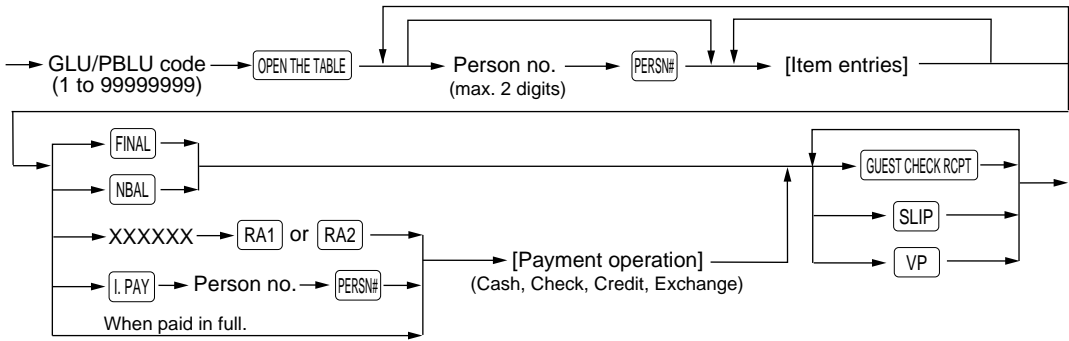 GLU/PBLU code
(1 to 99999999)
OPEN THE TABLE
Person no.
(max. 2 digits)
PERSN#
[Item entries]
FINAL
NBAL
XXXXXX RA1 or RA2
I. PAY Person no. PERSN#
When paid in full.
[Payment operation]
(Cash, Check, Credit, Exchange)
GUEST CHECK RCPT
SLIP
VP